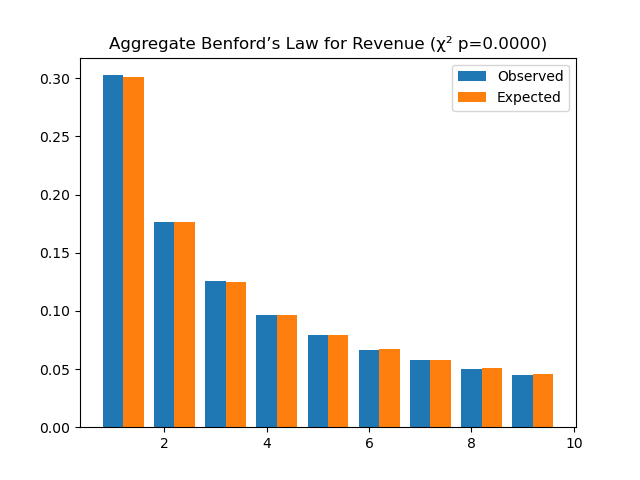 Aggregate Benford’s Law for Revenue (χ² p=0.0000)
Observed
Expected
0.30
0.25
0.20
0.15
0.10
0.05
0.00
2 4 6 8 10